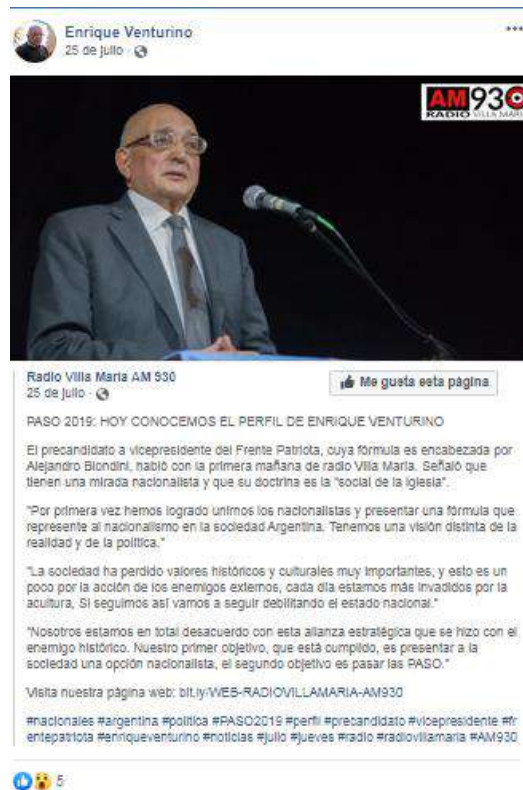 Enrique Venturino
25 de julio
AM930
RADIO VILLA MARI
Radio Villa Maria AM 930
25 de julio
Me gusta esta página
PASO 2019: HOY CONOCEMOS EL PERFIL DE ENRIQUE VENTURINO
El precandidato a vicepresidente del Frente Patriota, cuya fórmula es encabezada por
Alejandro Biondini, habló con la primera mañana de radio Villa María. Señaló que
tienen una mirada nacionalista y que su doctrina es la "social de la iglesia".
"Por primera vez hemos logrado unirnos los nacionalistas y presentar una fórmula que
represente al nacionalismo en la sociedad Argentina. Tenemos una visión distinta de la
realidad y de la política."
"La sociedad ha perdido valores históricos y culturales muy importantes, y esto es un
poco por la acción de los enemigos externos, cada día estamos más invadidos por la
acultura, Si seguimos así vamos a seguir debilitando el estado nacional."
"Nosotros estamos en total desacuerdo con esta alianza estratégica que se hizo con el
enemigo histórico. Nuestro primer objetivo, que está cumplido, es presentar a la
sociedad una opción nacionalista, el segundo objetivo es pasar las PASO."
Visita nuestra página web: bit.ly/WEB-RADIOVILLAMARIA-AM930
#nacionales #argentina #politica #PASO2019 #perfil #precandidato #vicepresidente #fr
entepatriota #enriqueventurino #noticias #julio #jueves #radio #radiovillamaria #AM930
5